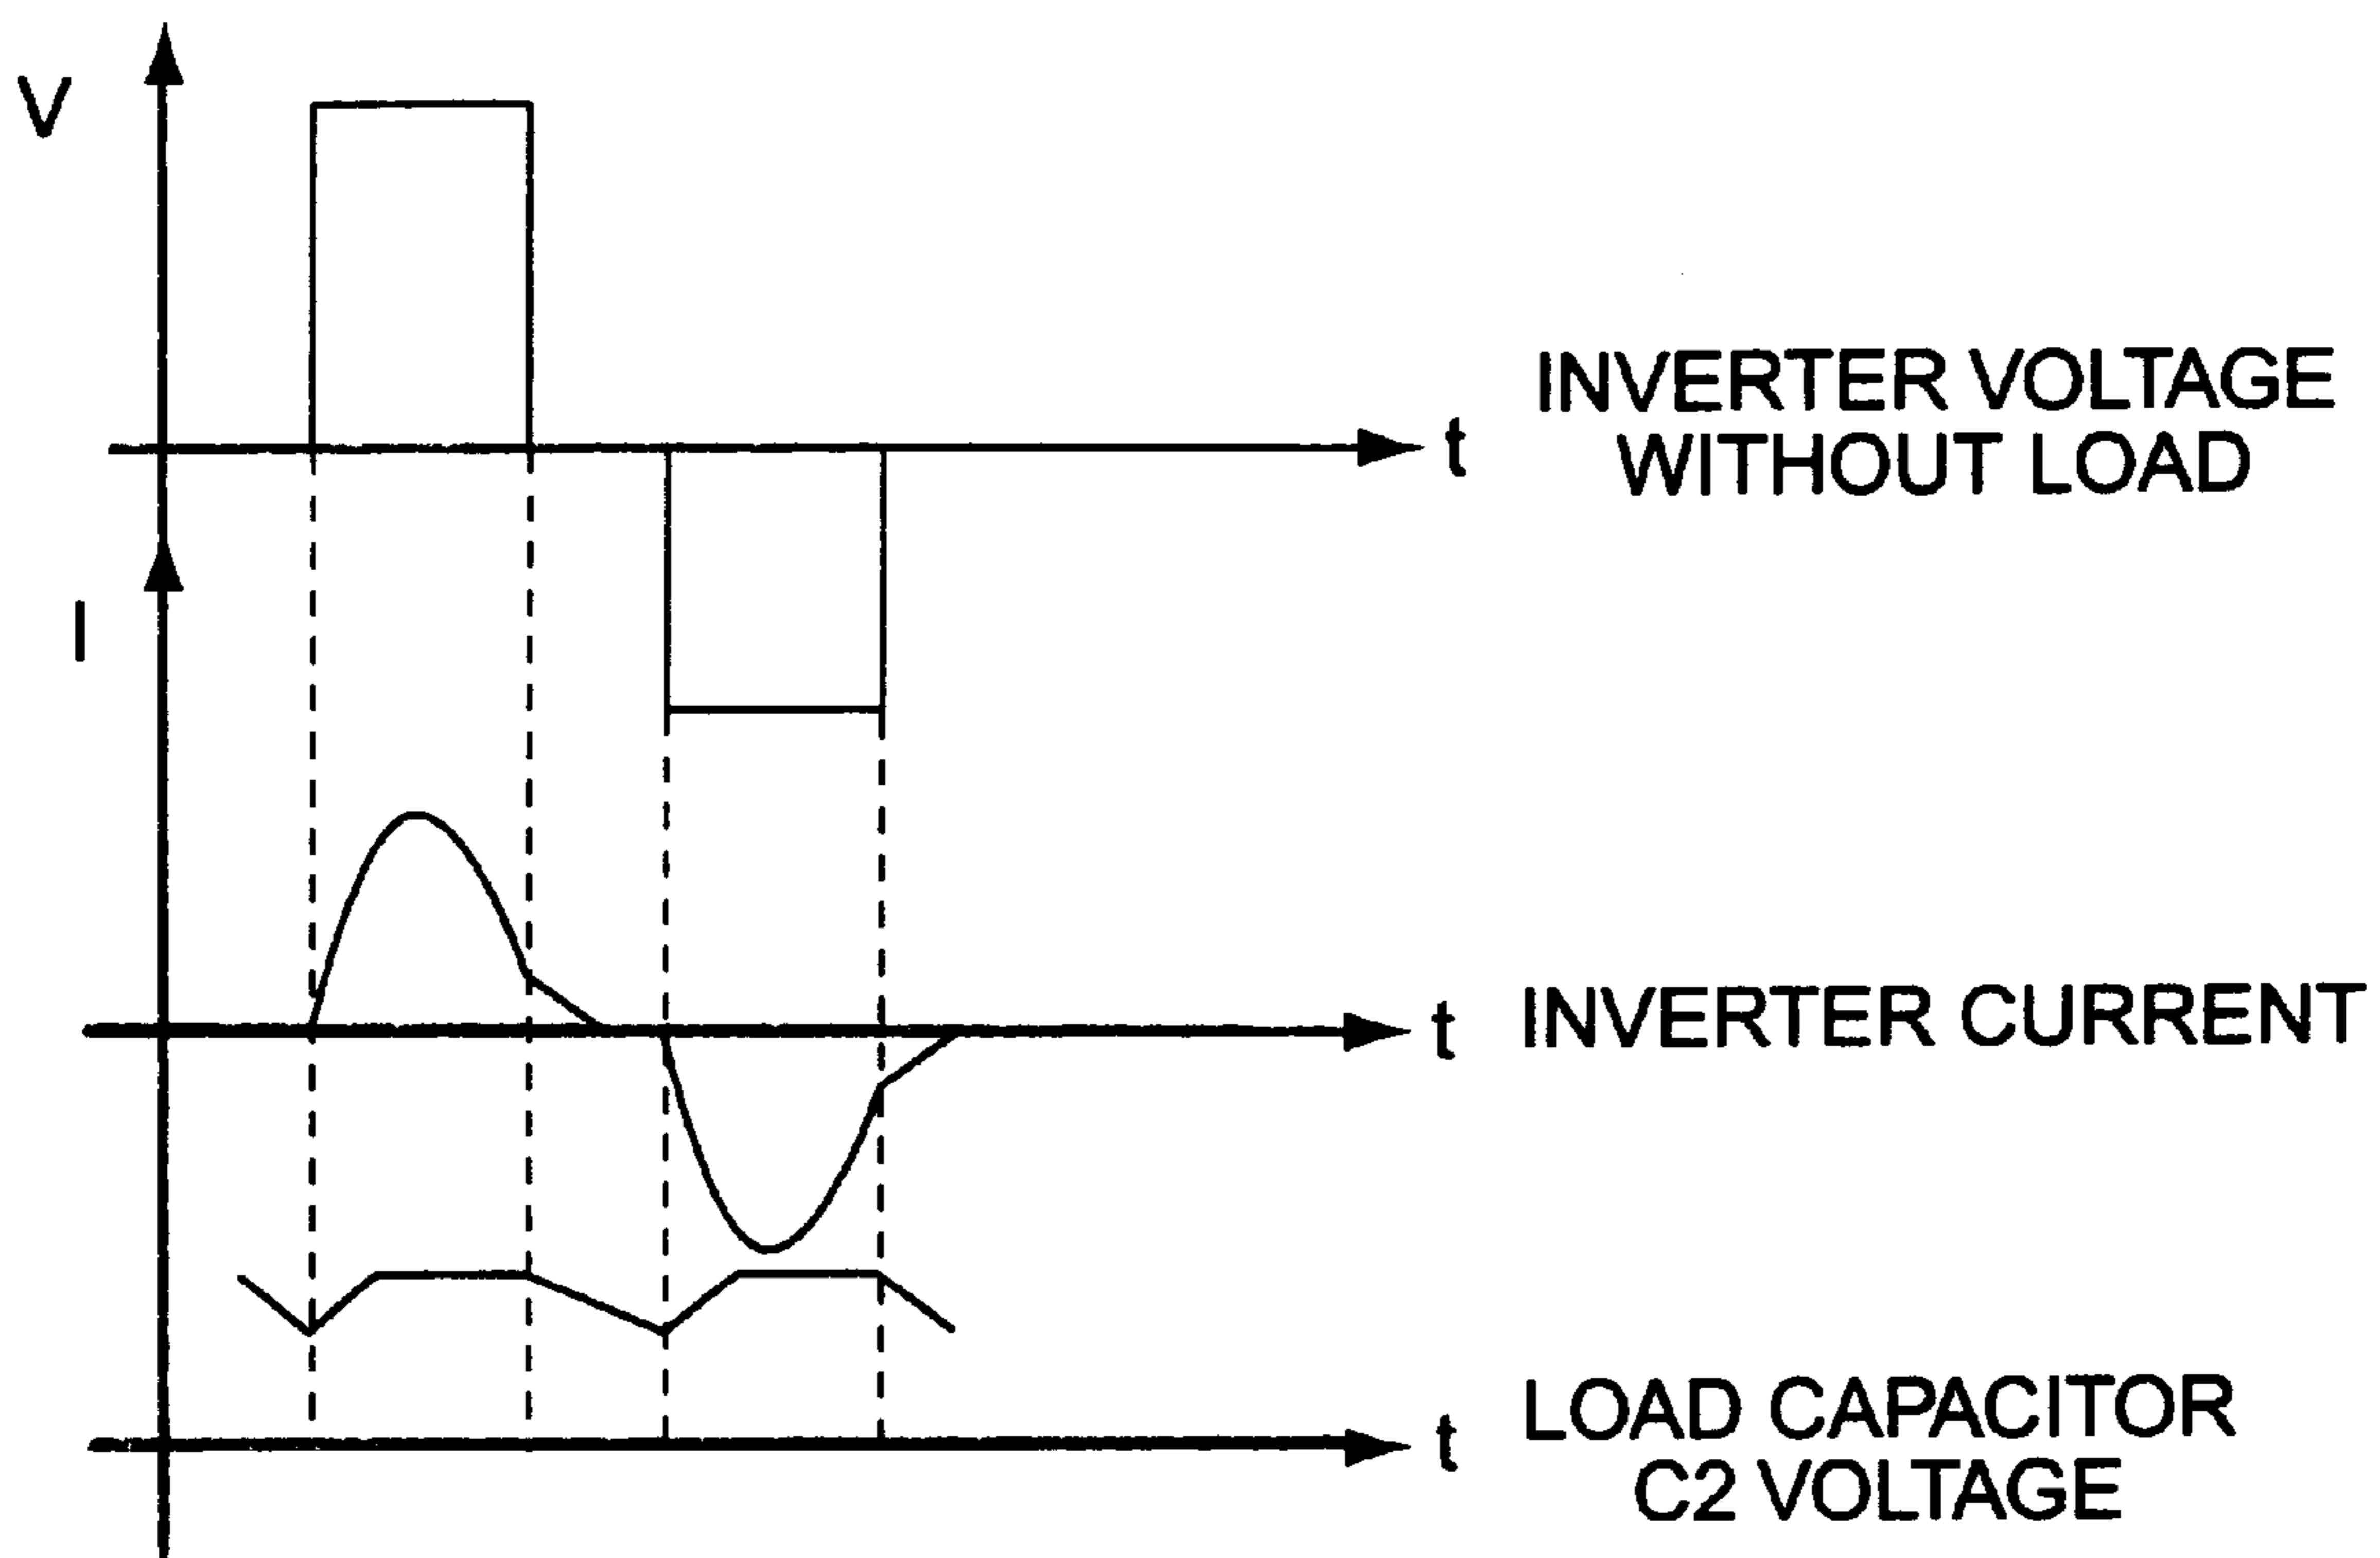 V
INVERTER VOLTAGE
WITHOUT LOAD
t
I
INVERTER CURRENT
t
LOAD CAPACITOR
C2 VOLTAGE
t